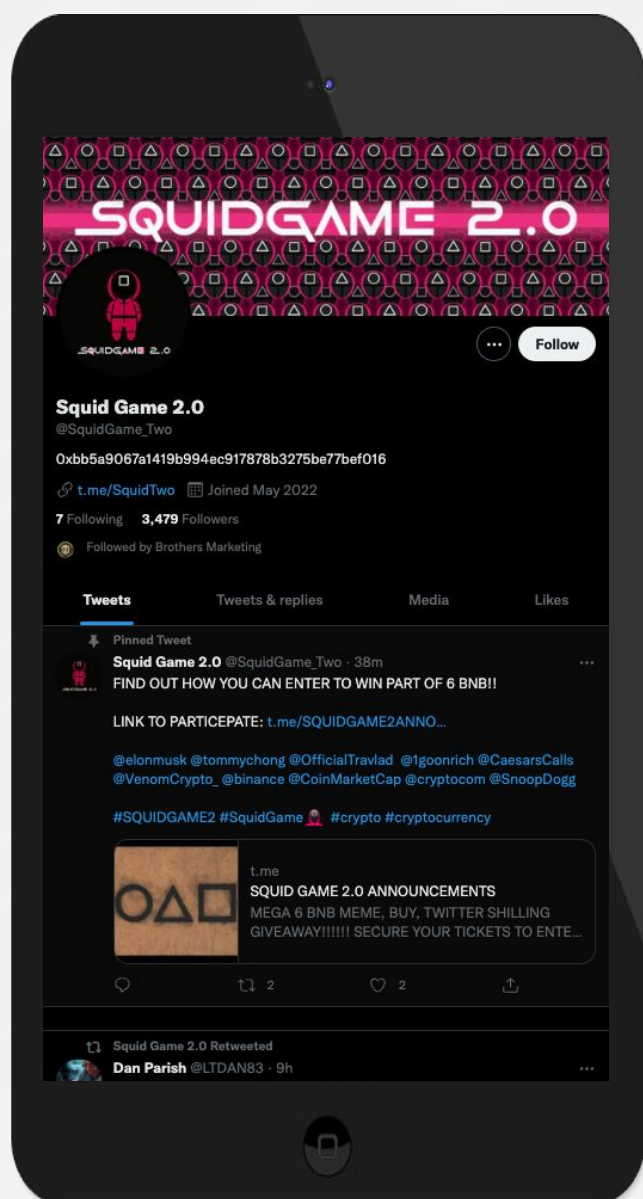 SQUIDGAME 2.0
SQUIDGAME 2.0
Follow
Squid Game 2.0
@SquidGame_Two
0xbb5a9067a1419b994ec917878b3275be77bef016
t.me/SquidTwo Joined May 2022
7 Following 3,479 Followers
Followed by Brothers Marketing
Tweets Tweets & replies Media Likes
Pinned Tweet
Squid Game 2.0 @SquidGame_Two · 38m
FIND OUT HOW YOU CAN ENTER TO WIN PART OF 6 BNB!!
LINK TO PARTICEPATE: t.me/SQUIDGAME2ANNO...
@elonmusk @tommychong @OfficialTravlad @1goonrich @CaesarsCalls
@VenomCrypto_ @binance @CoinMarketCap @cryptocom @SnoopDogg
#SQUIDGAME2 #SquidGame #crypto #cryptocurrency
t.me
SQUID GAME 2.0 ANNOUNCEMENTS
MEGA 6 BNB MEME, BUY, TWITTER SHILLING
GIVEAWAY!!!!!! SECURE YOUR TICKETS TO ENTE...
2 2
Squid Game 2.0 Retweeted
Dan Parish @LTDAN83 · 9h